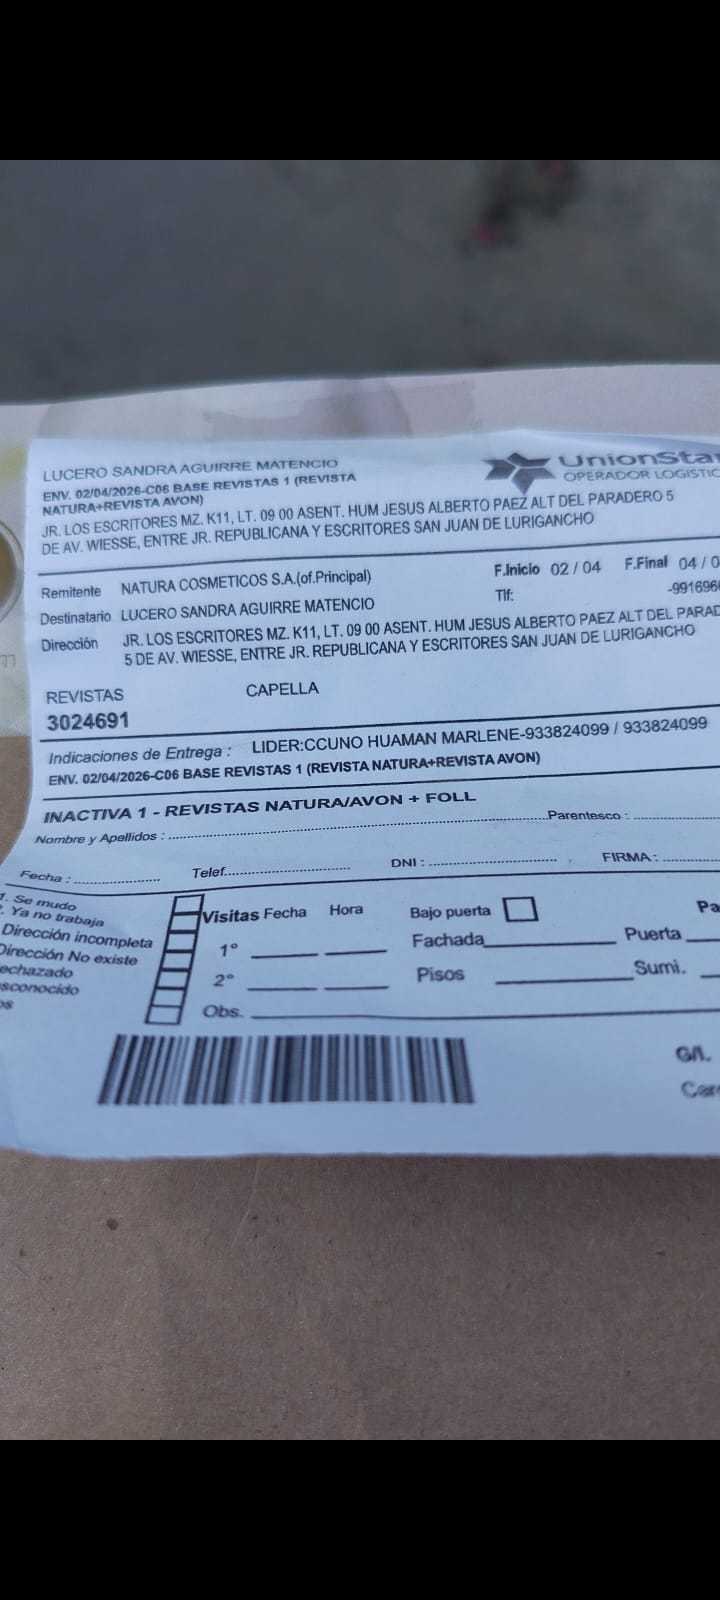 LUCERO SANDRA AGUIRRE MATENCIO
UnionStar
OPERADOR LOGISTIC
ENV. 02/04/2026-C06 BASE REVISTAS 1 (REVISTA
NATURA+REVISTA AVON)
JR. LOS ESCRITORES MZ. K11, LT. 09 00 ASENT. HUM JESUS ALBERTO PAEZ ALT DEL PARADERO 5
DE AV. WIESSE, ENTRE JR. REPUBLICANA Y ESCRITORES SAN JUAN DE LURIGANCHO
Remitente NATURA COSMETICOS S.A.(of.Principal) F.Inicio 02 / 04 F.Final 04 / 0
Destinatario LUCERO SANDRA AGUIRRE MATENCIO Tlf: -991696
Dirección JR. LOS ESCRITORES MZ. K11, LT. 09 00 ASENT. HUM JESUS ALBERTO PAEZ ALT DEL PARAD
5 DE AV. WIESSE, ENTRE JR. REPUBLICANA Y ESCRITORES SAN JUAN DE LURIGANCHO
REVISTAS CAPELLA
3024691
Indicaciones de Entrega : LIDER:CCUNO HUAMAN MARLENE-933824099 / 933824099
ENV. 02/04/2026-C06 BASE REVISTAS 1 (REVISTA NATURA+REVISTA AVON)
INACTIVA 1 - REVISTAS NATURA/AVON + FOLL
Nombre y Apellidos : Parentesco :
Fecha : Telef. DNI : FIRMA :
1. Se mudo
. Ya no trabaja
Dirección incompleta
Dirección No existe
echazado
sconocido
os
Visitas Fecha Hora Bajo puerta Pa
1° Fachada Puerta
2° Pisos Sumi.
Obs.
G/I.
Car